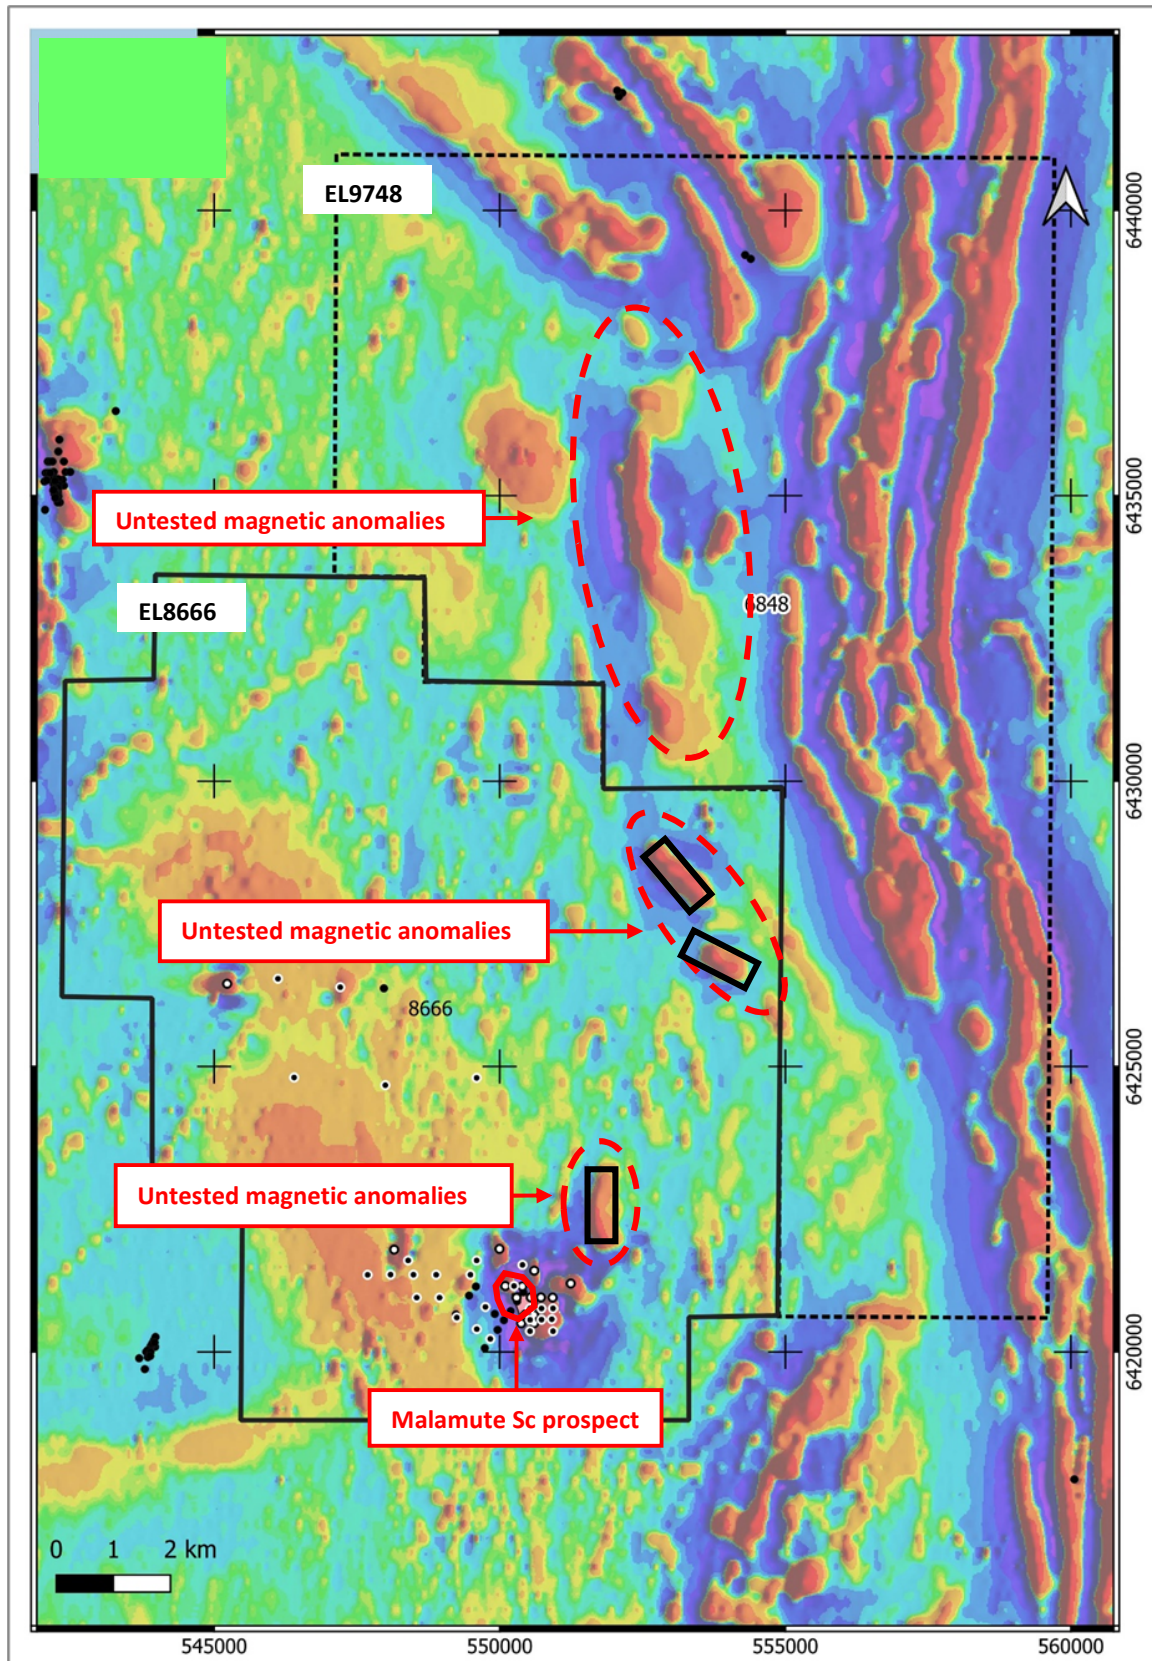 EL9748
6440000
Untested magnetic anomalies
6435000
EL8666
6848
6430000
Untested magnetic anomalies
8666
6425000
Untested magnetic anomalies
6420000
Malamute Sc prospect
0 1 2 km
545000 550000 555000 560000